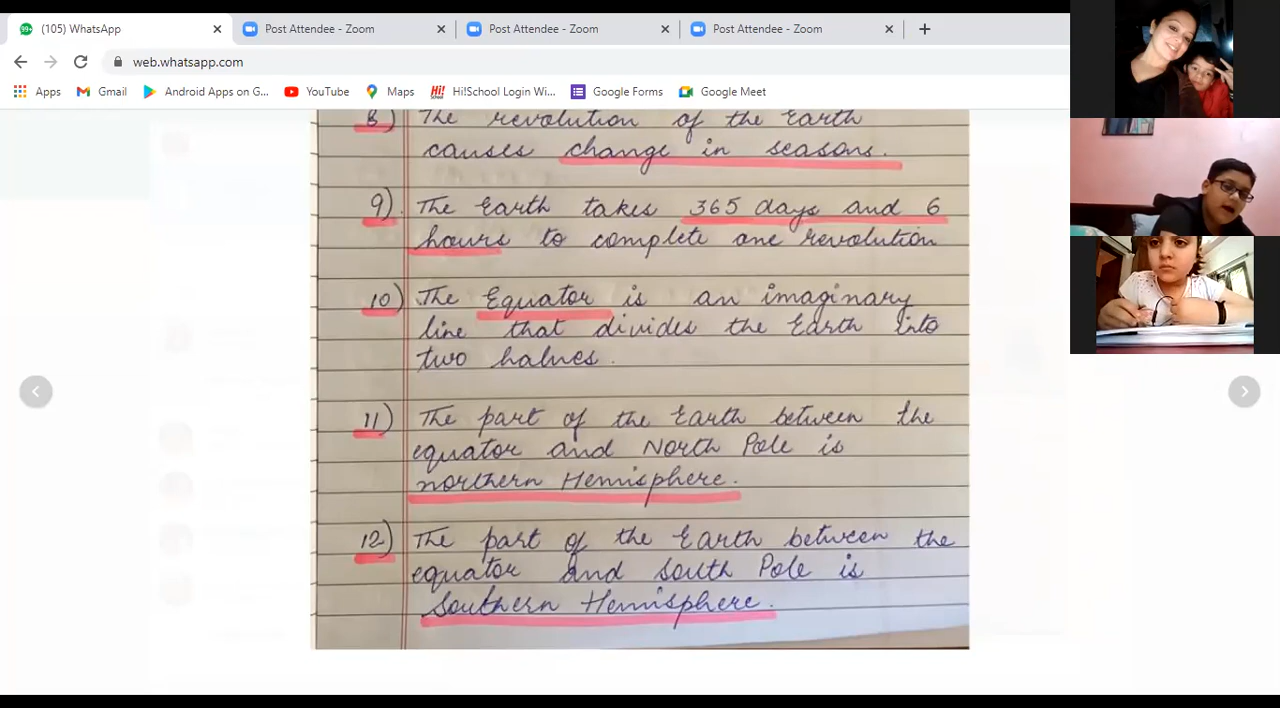 99+
(105) WhatsApp
Post Attendee - Zoom
Post Attendee - Zoom
Post Attendee - Zoom
web.whatsapp.com
Apps
Gmail
Android Apps on G...
YouTube
Maps
Hi! Hi!School Login Wi...
Google Forms
Google Meet
8) The revolution of the Earth
causes change in seasons.
9). The Earth takes 365 days and 6
hours to complete one revolution
10) The Equator is an imaginary
line that divides the Earth into
two halves.
11) The part of the Earth between the
equator and North Pole is
northern Hemisphere.
12) The part of the Earth between the
equator and South Pole is
Southern Hemisphere.